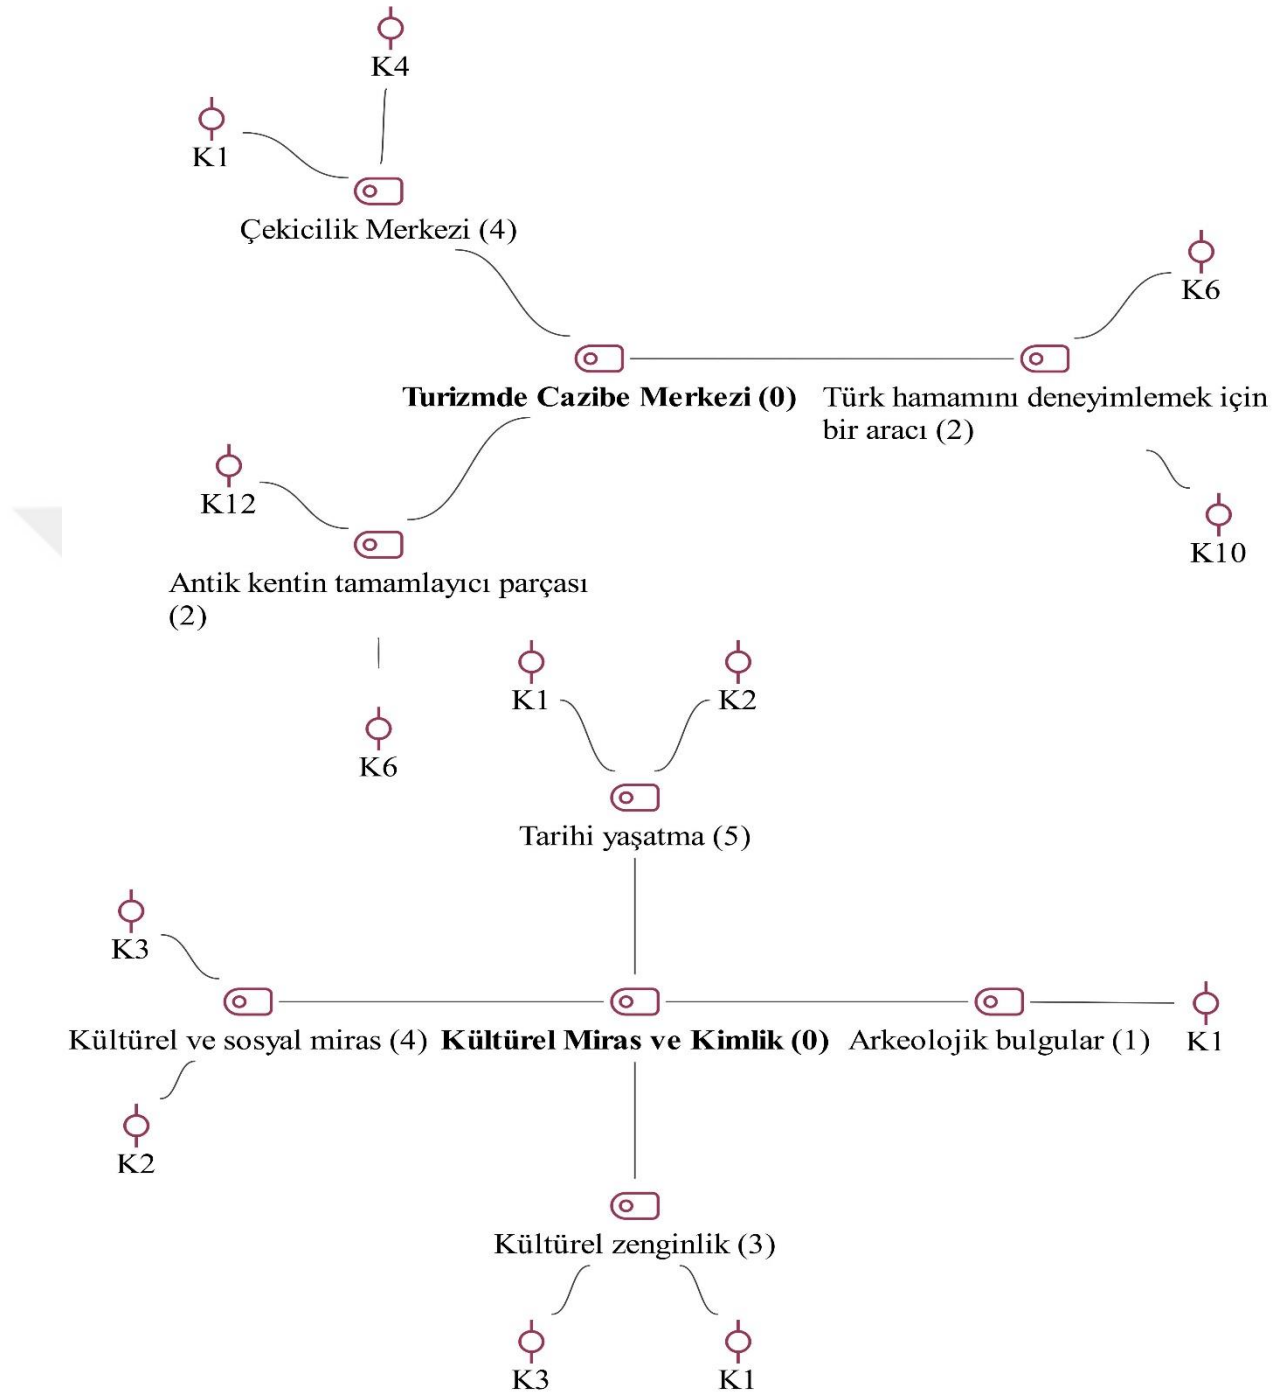 K4
K1
Çekicilik Merkezi (4)
K6
Turizmde Cazibe Merkezi (0)
Türk hamamını deneyimlemek için
bir aracı (2)
K12
K10
Antik kentin tamamlayıcı parçası
(2)
K1
K2
K6
Tarihi yaşatma (5)
K3
Kültürel ve sosyal miras (4)
Kültürel Miras ve Kimlik (0)
Arkeolojik bulgular (1)
K1
K2
Kültürel zenginlik (3)
K3
K1